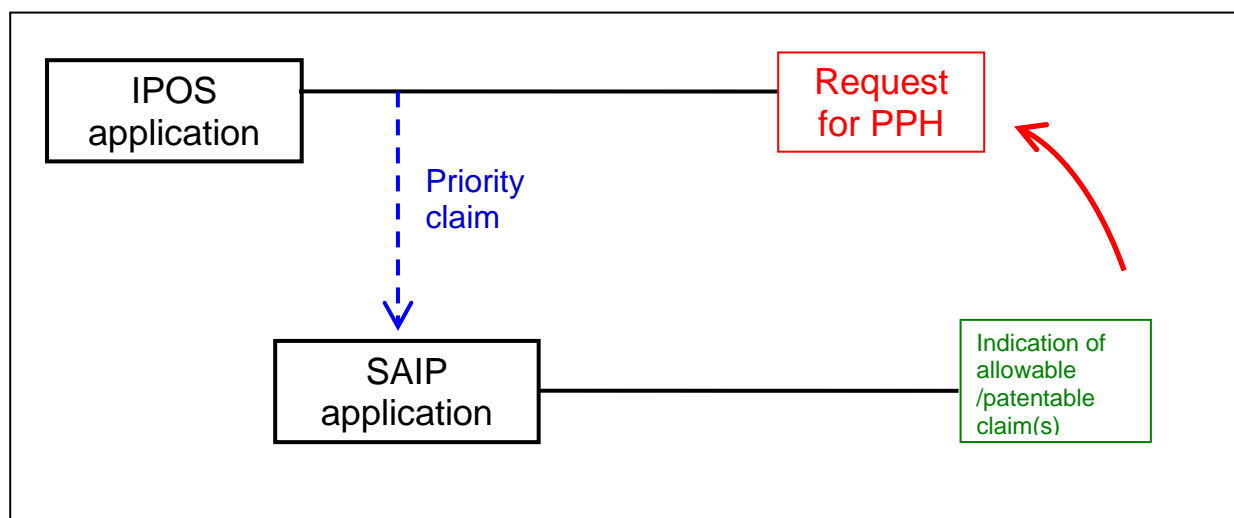 IPOS
application
Request
for PPH
Priority
claim
SAIP
application
Indication of
allowable
/patentable
claim(s)